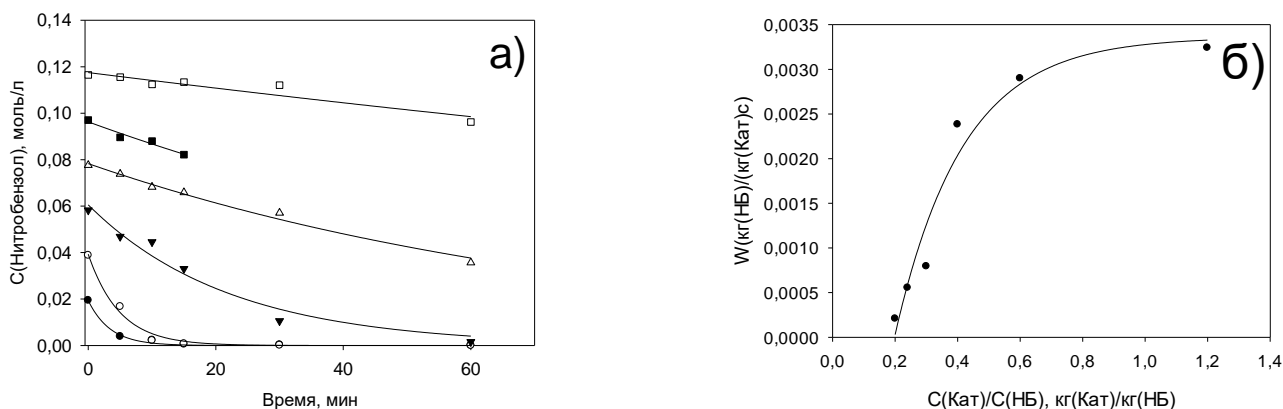 а)
С(Нитробензол), моль/л
0,14
0,12
0,10
0,08
0,06
0,04
0,02
0,00
0 20 40 60
Время, мин
б)
W(кг(НБ)/(кг(Кат)с)
0,0035
0,0030
0,0025
0,0020
0,0015
0,0010
0,0005
0,0000
0,0 0,2 0,4 0,6 0,8 1,0 1,2 1,4
С(Кат)/С(НБ), кг(Кат)/кг(НБ)